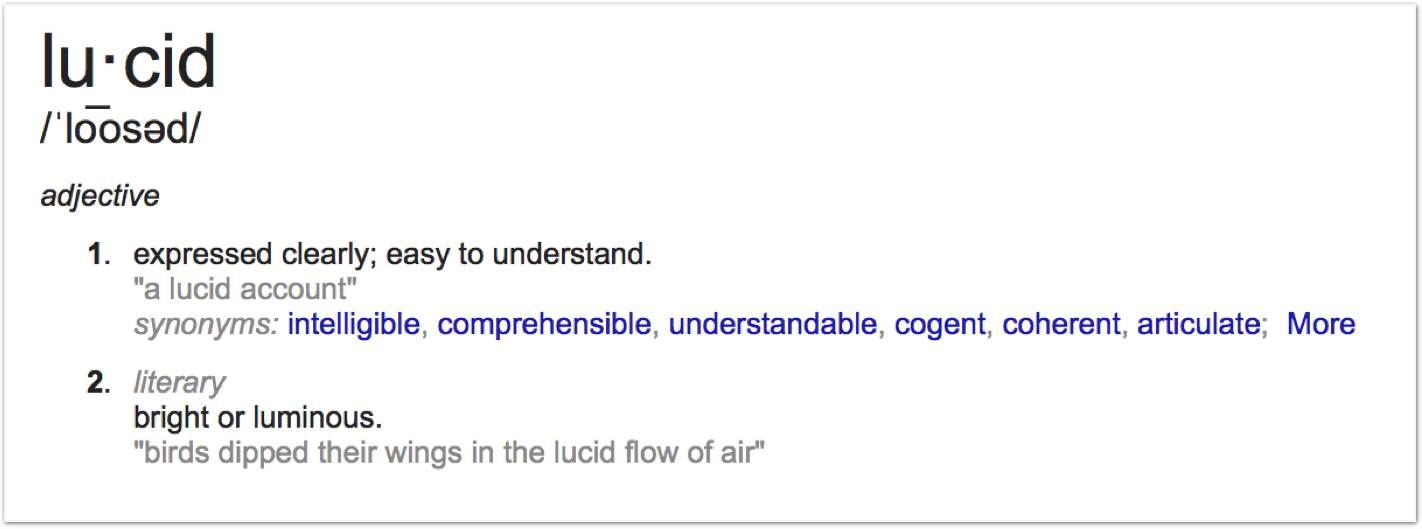 lu·cid
/ˈlo͞osəd/
adjective
1. expressed clearly; easy to understand.
"a lucid account"
synonyms: intelligible, comprehensible, understandable, cogent, coherent, articulate; More
2. literary
bright or luminous.
"birds dipped their wings in the lucid flow of air"